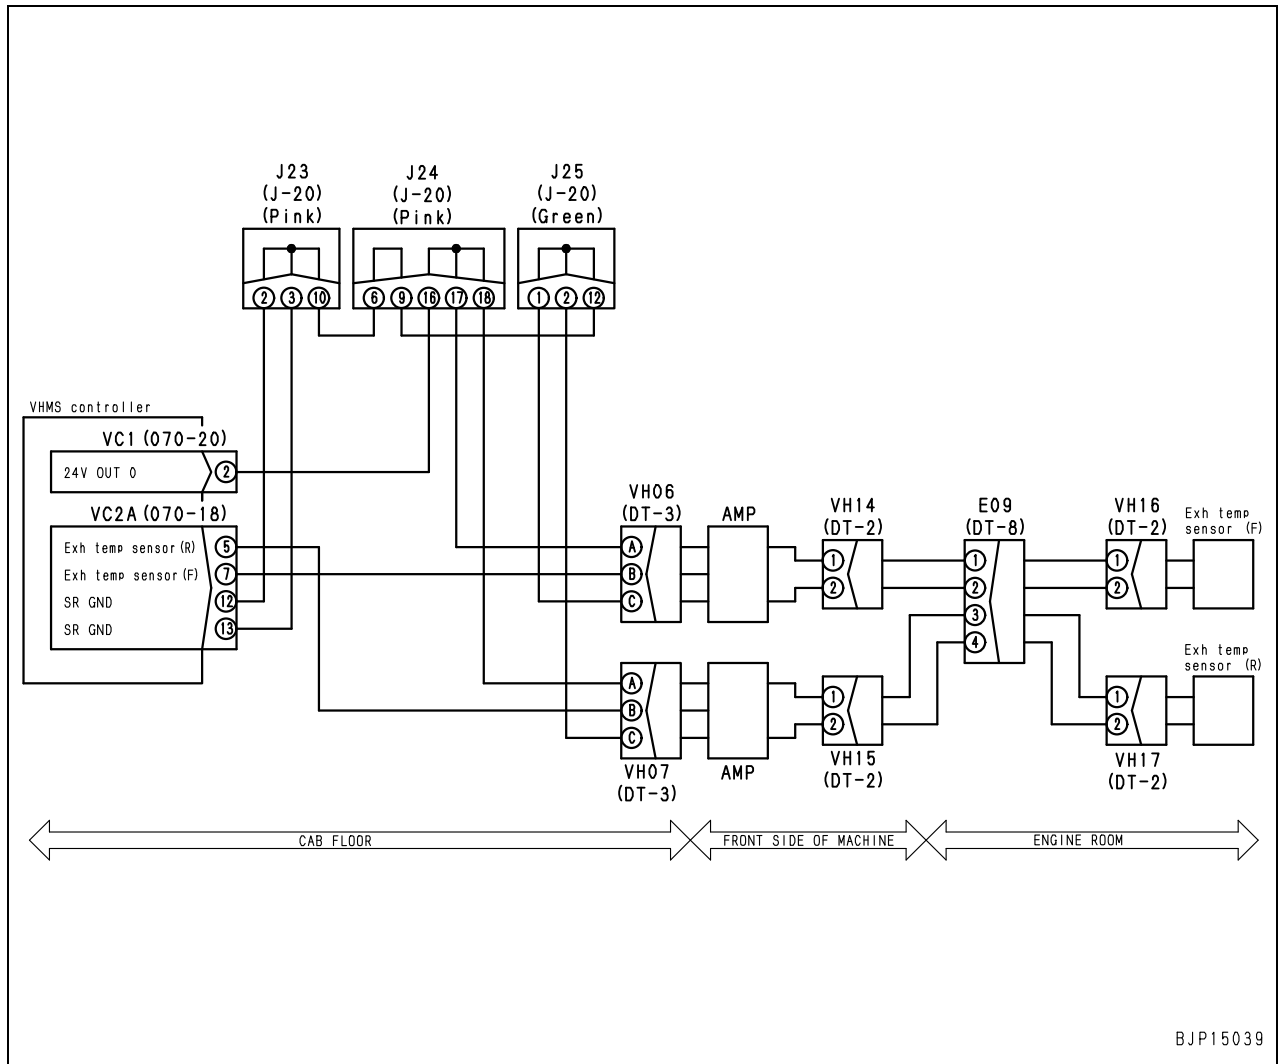 J23
(J-20)
(Pink)
J24
(J-20)
(Pink)
J25
(J-20)
(Green)
2 3 10
6 9 16 17 18
1 2 12
VHMS controller
VC1 (070-20)
24V OUT 0
2
VC2A (070-18)
Exh temp sensor (R)
5
Exh temp sensor (F)
7
SR GND
12
SR GND
13
VH06
(DT-3)
A
B
C
AMP
VH14
(DT-2)
1
2
E09
(DT-8)
1
2
3
4
VH16
(DT-2)
1
2
Exh temp
sensor (F)
A
B
C
VH07
(DT-3)
AMP
1
2
VH15
(DT-2)
1
2
VH17
(DT-2)
Exh temp
sensor (R)
CAB FLOOR
FRONT SIDE OF MACHINE
ENGINE ROOM
BJP15039